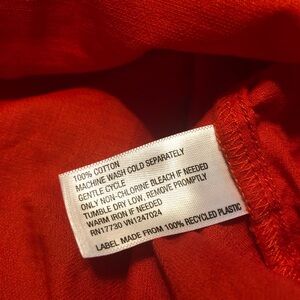 100% COTTON
MACHINE WASH COLD SEPARATELY
GENTLE CYCLE
ONLY NON-CHLORINE BLEACH IF NEEDED
TUMBLE DRY LOW. REMOVE PROMPTLY
WARM IRON IF NEEDED
RN17730 VN1247024
LABEL MADE FROM 100% RECYCLED PLASTIC